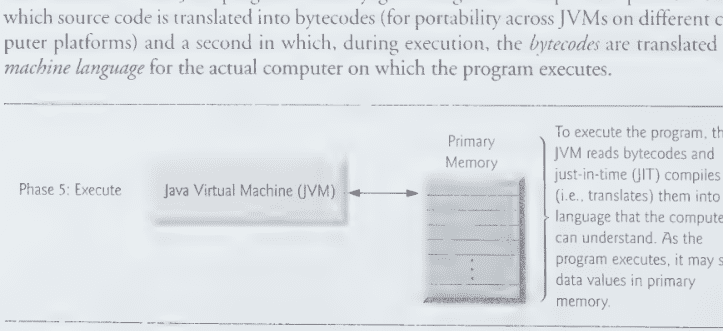 which source code is translated into bytecodes (for portability across JVMs on different
puter platforms) and a second in which, during execution, the bytecodes are translated
machine language for the actual computer on which the program executes.
Phase 5: Execute
Java Virtual Machine (JVM)
Primary
Memory
To execute the program,
JVM reads bytecodes and
just-in-time (JIT) compiles
(i.e., translates) them into
language that the
can understand. As the
program executes, it may
data values in primary
memory.